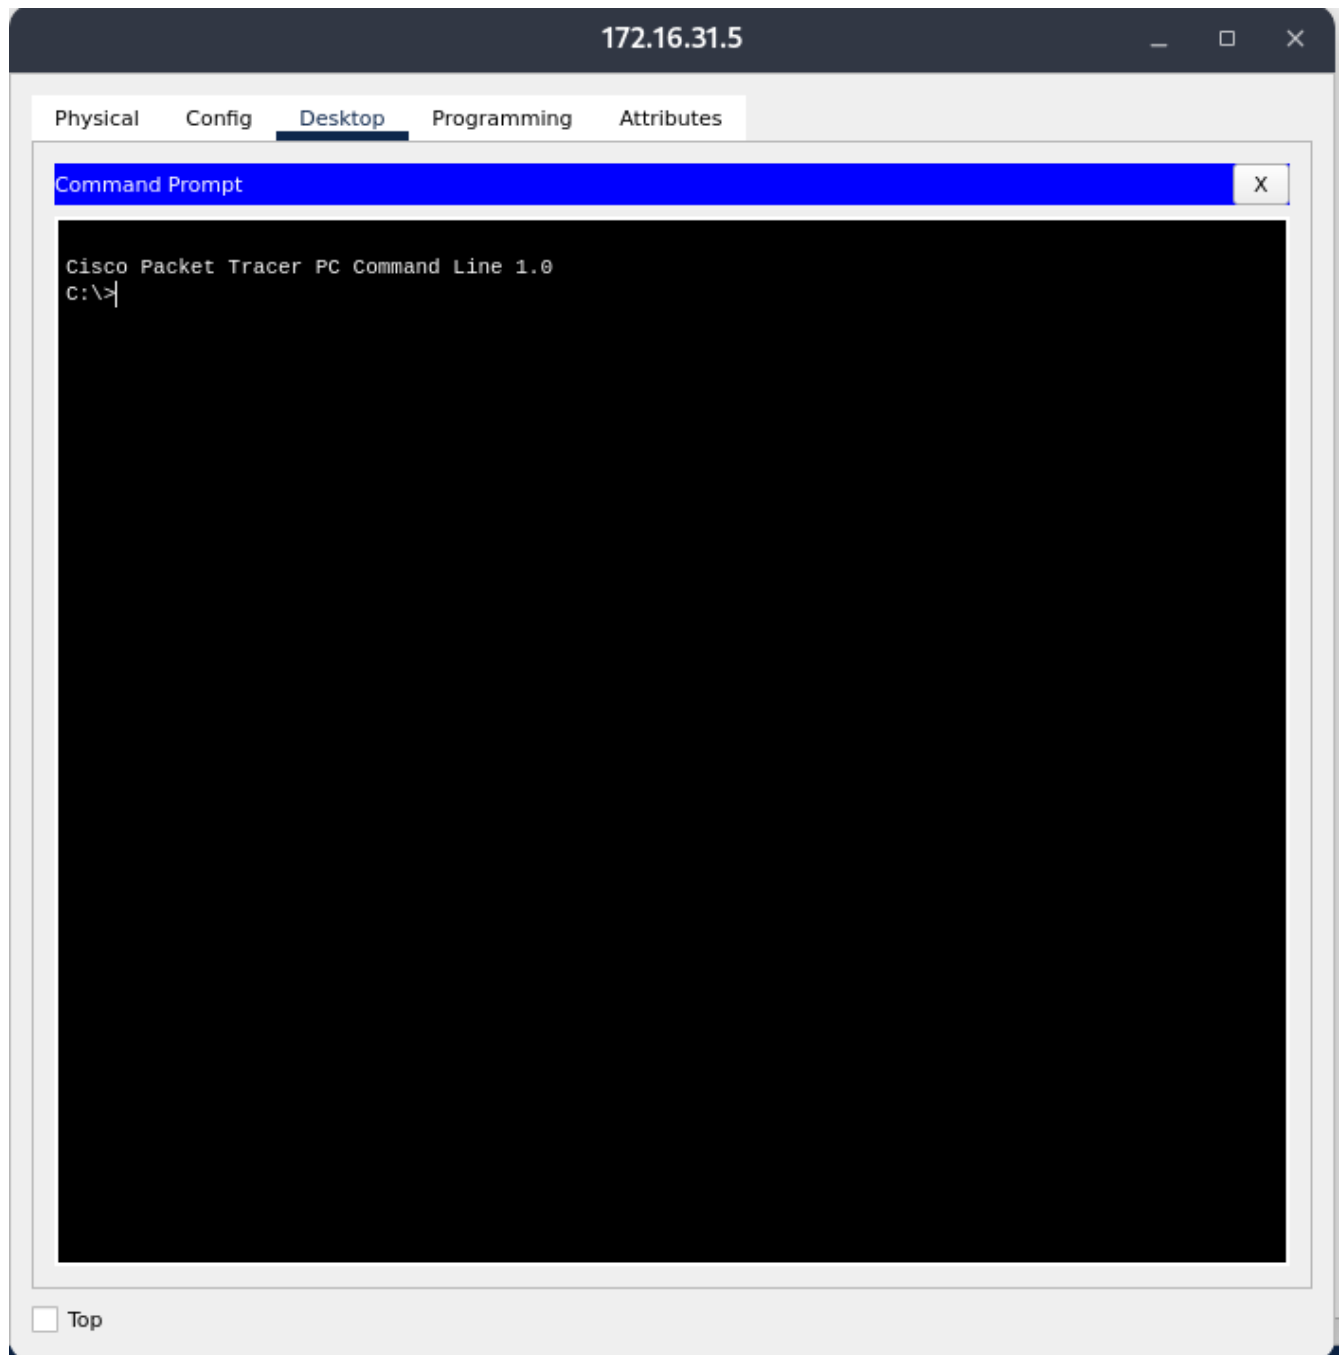 172.16.31.5
Physical Config Desktop Programming Attributes
Command Prompt X
Cisco Packet Tracer PC Command Line 1.0
C:\>
Top